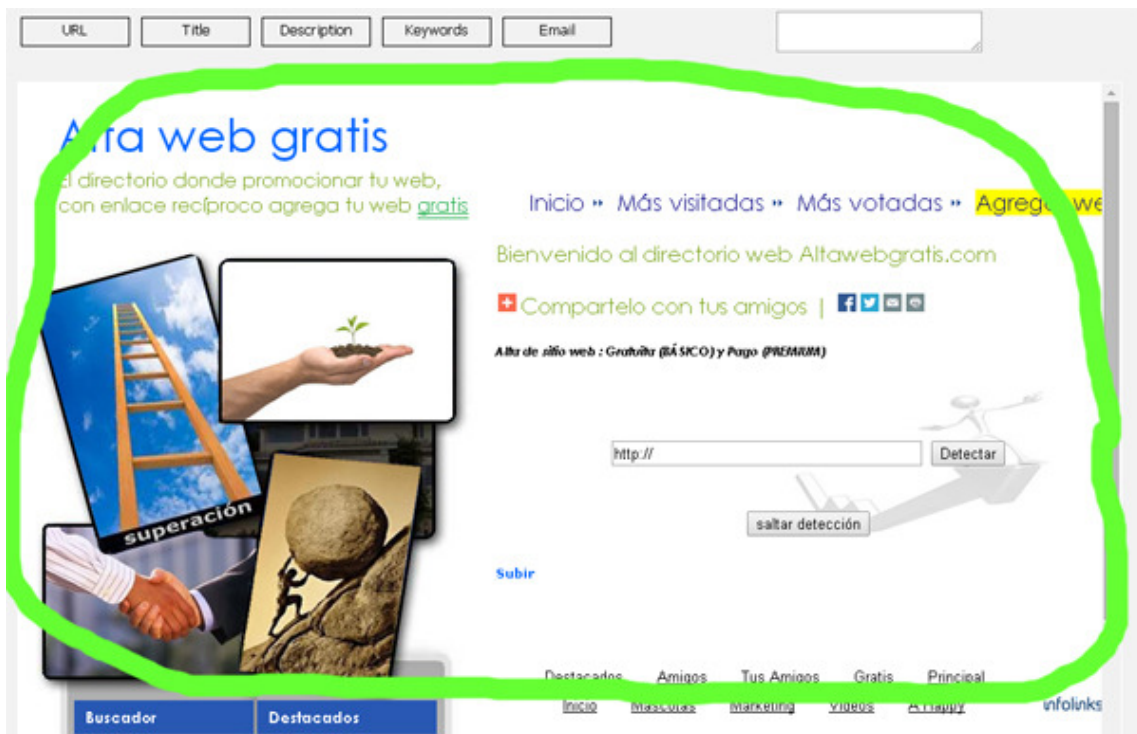 URL Title Description Keywords Email
Alta web gratis
El directorio donde promocionar tu web,
con enlace recíproco agrega tu web gratis
Inicio Más visitadas Más votadas
Bienvenido al directorio web Altawebgratis.com
Compartelo con tus amigos |
Alta de sitio web : Gratuita (BÁSICO) y Pago (PREMIUM)
http:// Detectar
saltar detección
superación
Subir
Destacados Amigos Tus Amigos Gratis Principal
Inicio Mascotas Marketing Videos A Happy
infolinks
Buscador Destacados